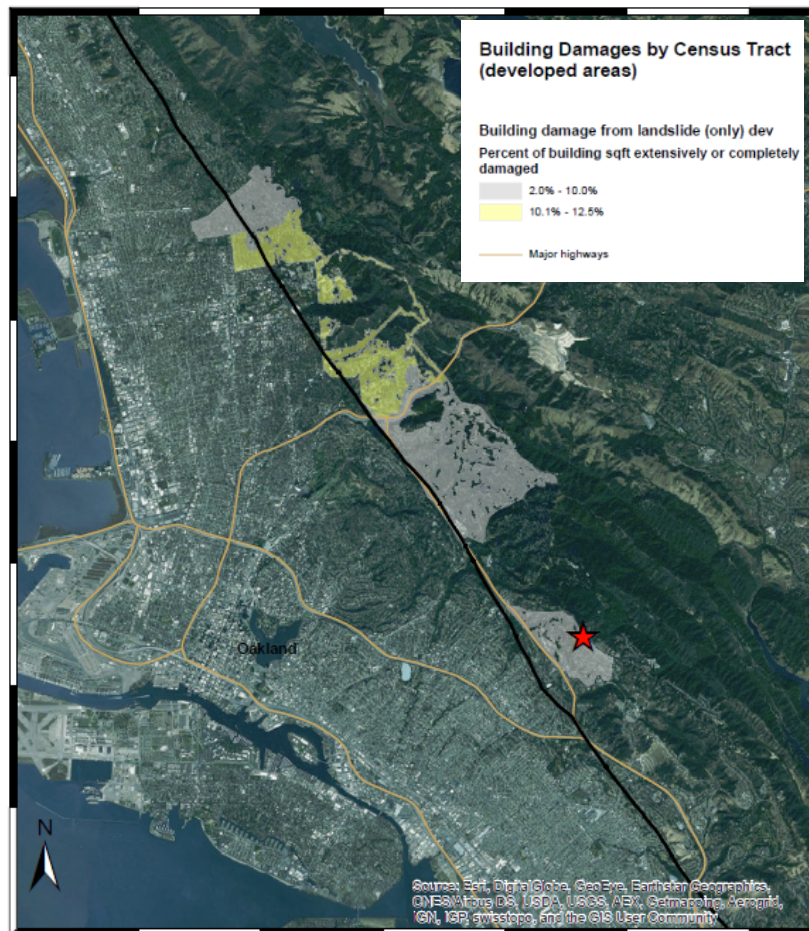 Building Damages by Census Tract
(developed areas)
Building damage from landslide (only) dev
Percent of building sqft extensively or completely
damaged
2.0% - 10.0%
10.1% - 12.5%
Major highways
Oakland
N
Source: Esri, DigitalGlobe, GeoEye, Earthstar Geographics,
CNES/Airbus DS, USDA, USGS, AEX, Getmapping, Aerogrid,
IGN, IGP, swisstopo, and the GIS User Community